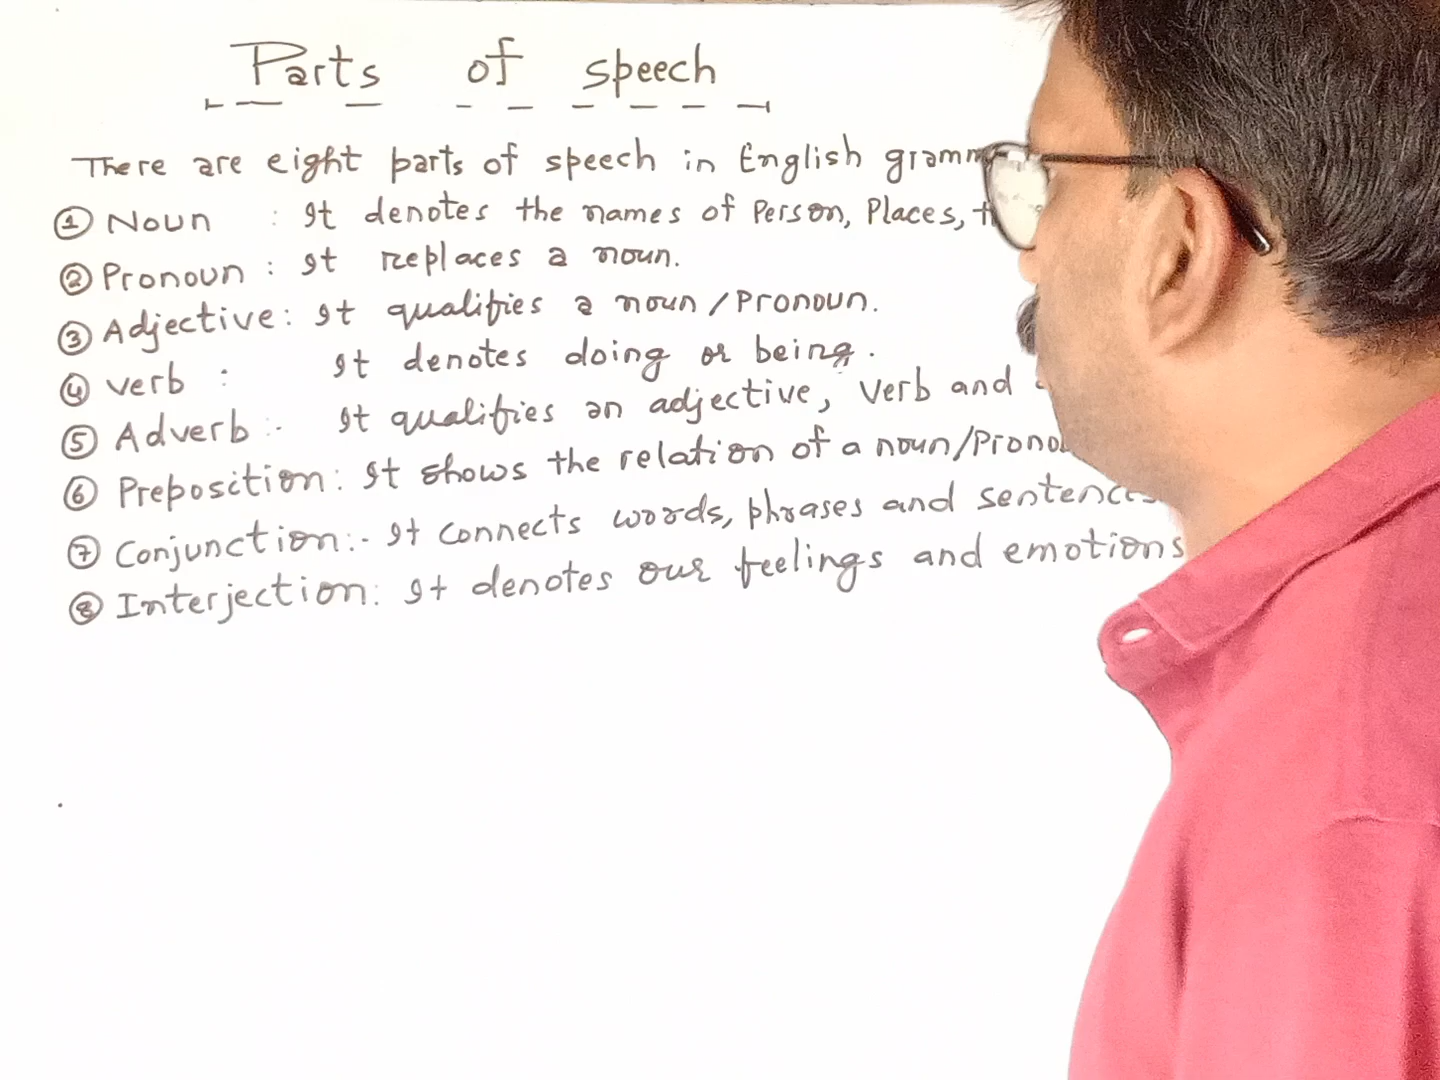 Parts of speech
There are eight parts of speech in English gramm
① Noun : It denotes the names of Person, Places, t
② Pronoun : It replaces a noun.
③ Adjective : It qualifies a noun / Pronoun.
④ verb : It denotes doing or being.
⑤ Adverb :- It qualifies an adjective, Verb and
⑥ Preposition : It shows the relation of a noun/Prono
⑦ Conjunction :- It connects words, phrases and sentences
⑧ Interjection : It denotes our feelings and emotions